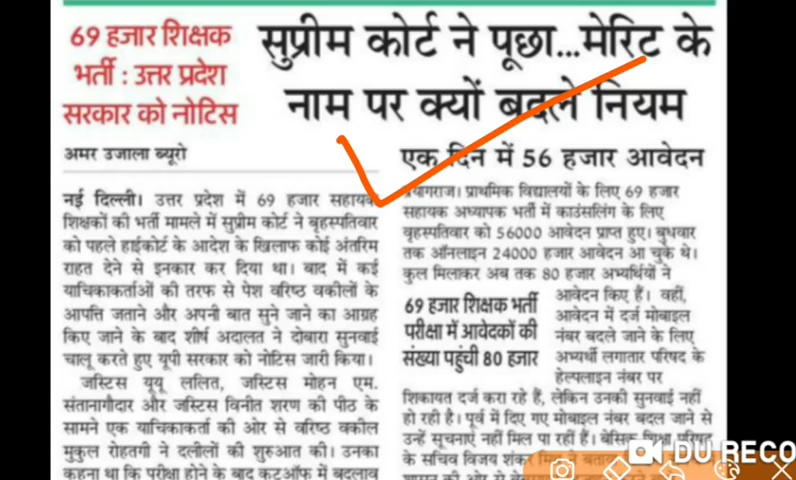 69 हजार शिक्षक
भर्ती : उत्तर प्रदेश
सरकार को नोटिस
सुप्रीम कोर्ट ने पूछा...मेरिट के
नाम पर क्यों बदले नियम
अमर उजाला ब्यूरो
नई दिल्ली। उत्तर प्रदेश में 69 हजार सहायक
शिक्षकों की भर्ती मामले में सुप्रीम कोर्ट ने बृहस्पतिवार
को पहले हाईकोर्ट के आदेश के खिलाफ कोई अंतरिम
राहत देने से इनकार कर दिया था। बाद में कई
याचिकाकर्ताओं की तरफ से पेश वरिष्ठ वकीलों के
आपत्ति जताने और अपनी बात सुने जाने का आग्रह
किए जाने के बाद शीर्ष अदालत ने दोबारा सुनवाई
चालू करते हुए यूपी सरकार को नोटिस जारी किया।
जस्टिस यूयू ललित, जस्टिस मोहन एम.
संतानागौदार और जस्टिस विनीत शरण की पीठ के
सामने एक याचिकाकर्ता की ओर से वरिष्ठ वकील
मुकुल रोहतगी ने दलीलों की शुरुआत की। उनका
कहना था कि परीक्षा होने के बाद कटऑफ में बदलाव
एक दिन में 56 हजार आवेदन
प्रयागराज। प्राथमिक विद्यालयों के लिए 69 हजार
सहायक अध्यापक भर्ती में काउंसलिंग के लिए
वृहस्पतिवार को 56000 आवेदन प्राप्त हुए। बुधवार
तक ऑनलाइन 24000 हजार आवेदन आ चुके थे।
कुल मिलाकर अब तक 80 हजार अभ्यर्थियों ने
आवेदन किए हैं। वहीं,
आवेदन में दर्ज मोबाइल
नंबर बदले जाने के लिए
अभ्यर्थी लगातार परिषद के
हेल्पलाइन नंबर पर
69 हजार शिक्षक भर्ती
परीक्षा में आवेदकों की
संख्या पहुंची 80 हजार
शिकायत दर्ज करा रहे हैं, लेकिन उनकी सुनवाई नहीं
हो रही है। पूर्व में दिए गए मोबाइल नंबर बदल जाने से
उन्हें सूचनाएं नहीं मिल पा रहीं हैं। बेसिक शिक्षा परिषद
के सचिव विजय शंकर
DU RECO